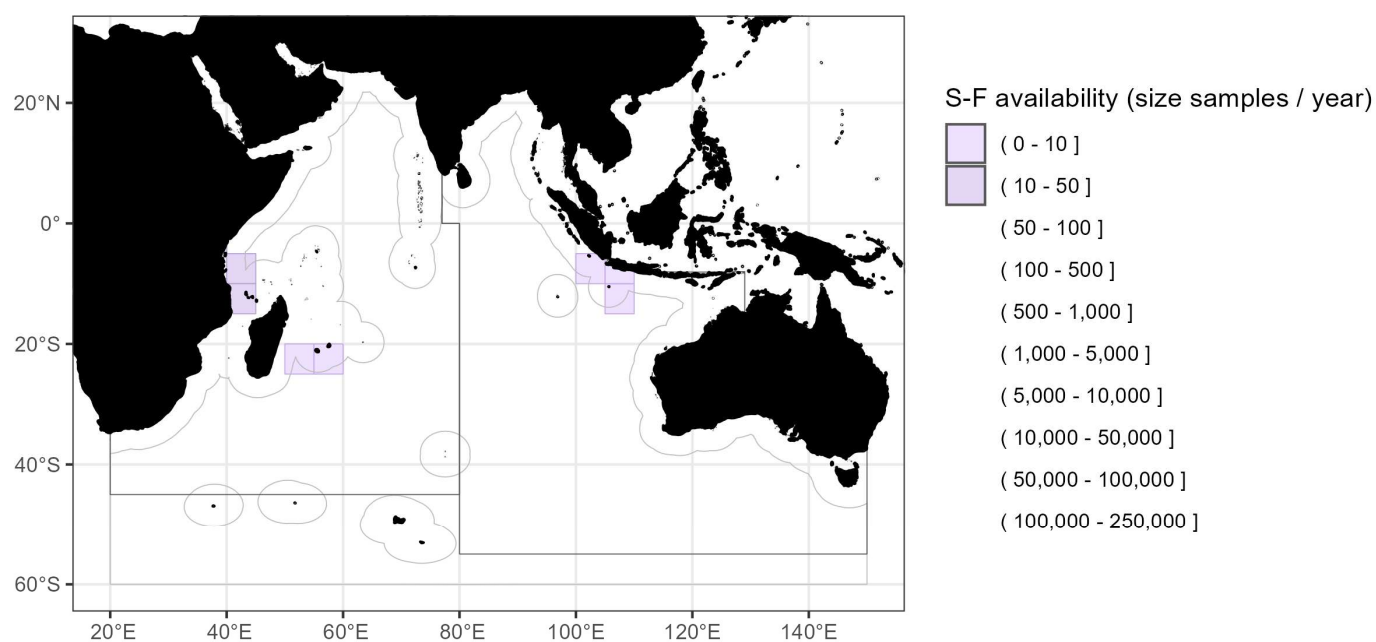 S-F availability (size samples / year)
( 0 - 10 ]
( 10 - 50 ]
( 50 - 100 ]
( 100 - 500 ]
( 500 - 1,000 ]
( 1,000 - 5,000 ]
( 5,000 - 10,000 ]
( 10,000 - 50,000 ]
( 50,000 - 100,000 ]
( 100,000 - 250,000 ]
20°N
0°
20°S
40°S
60°S
20°E 40°E 60°E 80°E 100°E 120°E 140°E